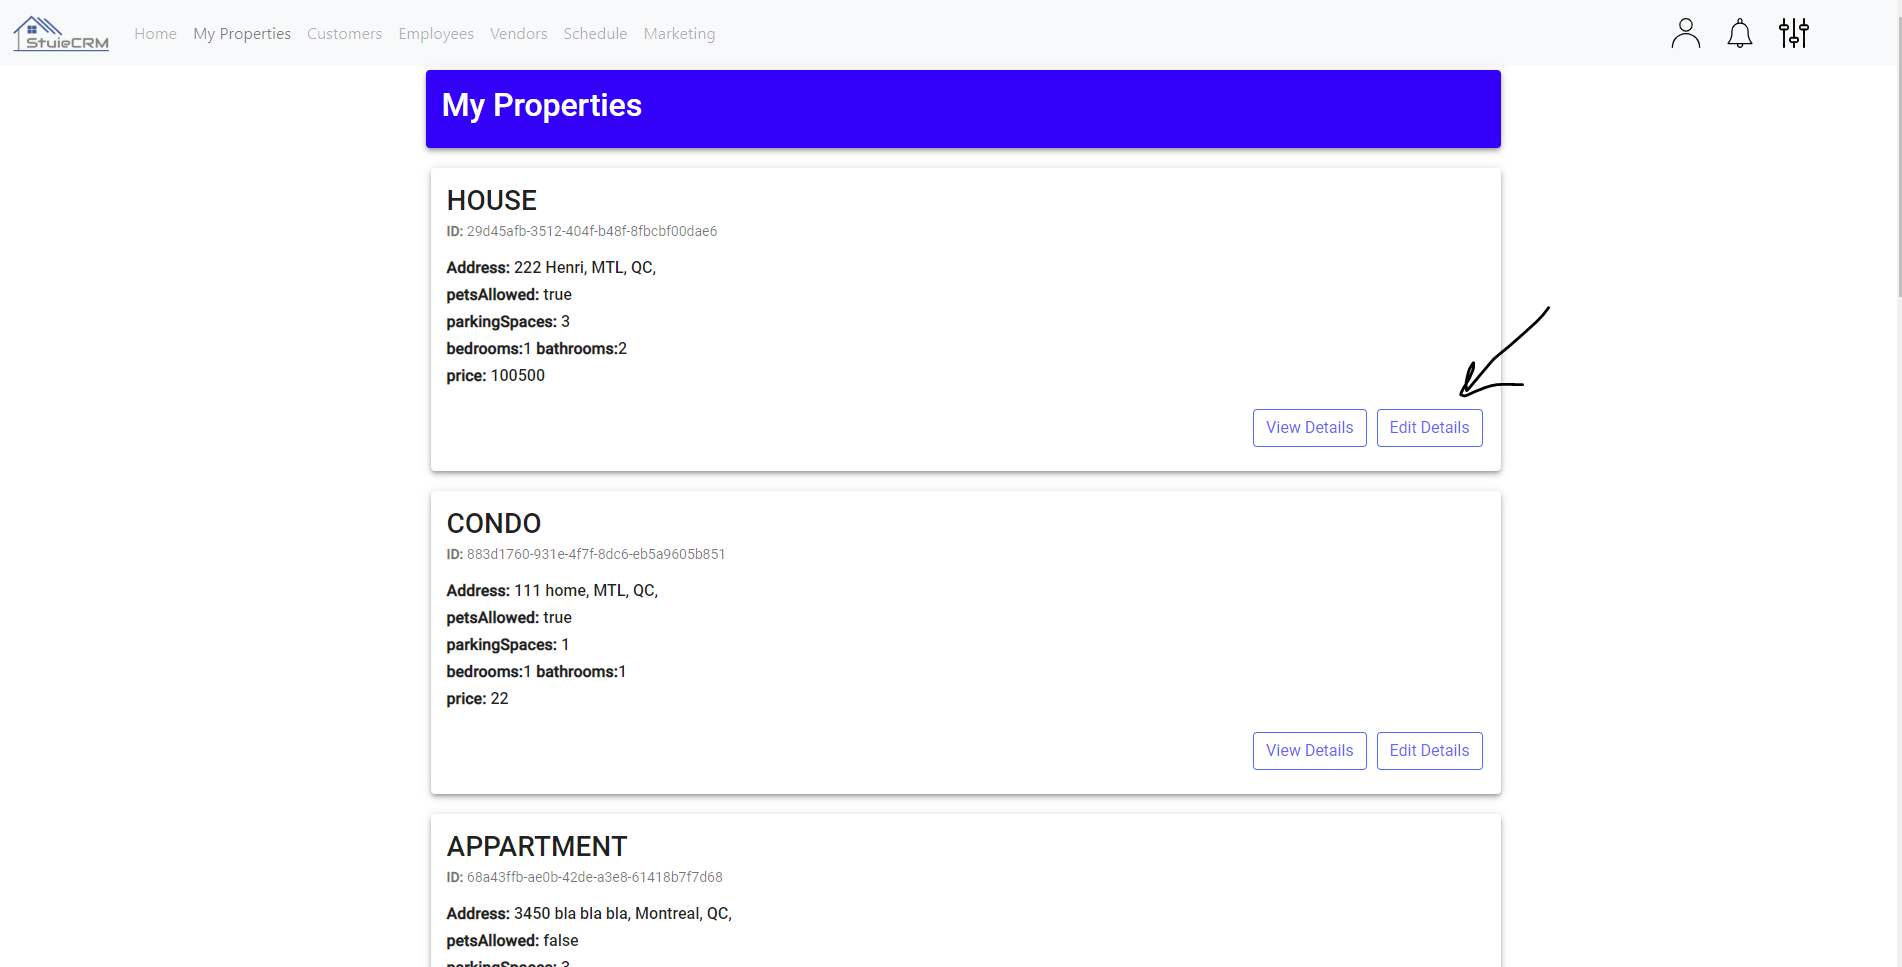 StuieCRM
Home My Properties Customers Employees Vendors Schedule Marketing
My Properties
HOUSE
ID: 29d45afb-3512-404f-b48f-8fbcbf00dae6
Address: 222 Henri, MTL, QC,
petsAllowed: true
parkingSpaces: 3
bedrooms:1 bathrooms:2
price: 100500
View Details Edit Details
CONDO
ID: 883d1760-931e-4f7f-8dc6-eb5a9605b851
Address: 111 home, MTL, QC,
petsAllowed: true
parkingSpaces: 1
bedrooms:1 bathrooms:1
price: 22
View Details Edit Details
APPARTMENT
ID: 68a43ffb-ae0b-42de-a3e8-61418b7f7d68
Address: 3450 bla bla bla, Montreal, QC,
petsAllowed: false
parkingSpaces: 3